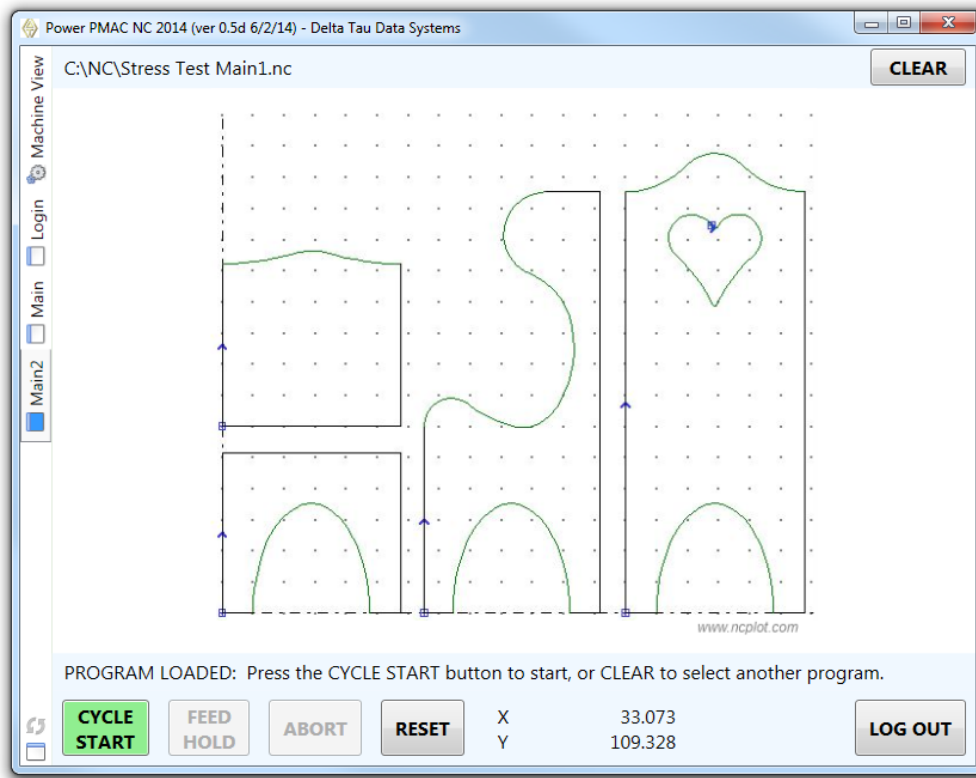 Power PMAC NC 2014 (ver 0.5d 6/2/14) - Delta Tau Data Systems
C:\NC\Stress Test Main1.nc
CLEAR
Machine View
Login
Main
Main2
www.ncplot.com
PROGRAM LOADED:  Press the CYCLE START button to start, or CLEAR to select another program.
CYCLE
START
FEED
HOLD
ABORT
RESET
X 33.073
Y 109.328
LOG OUT